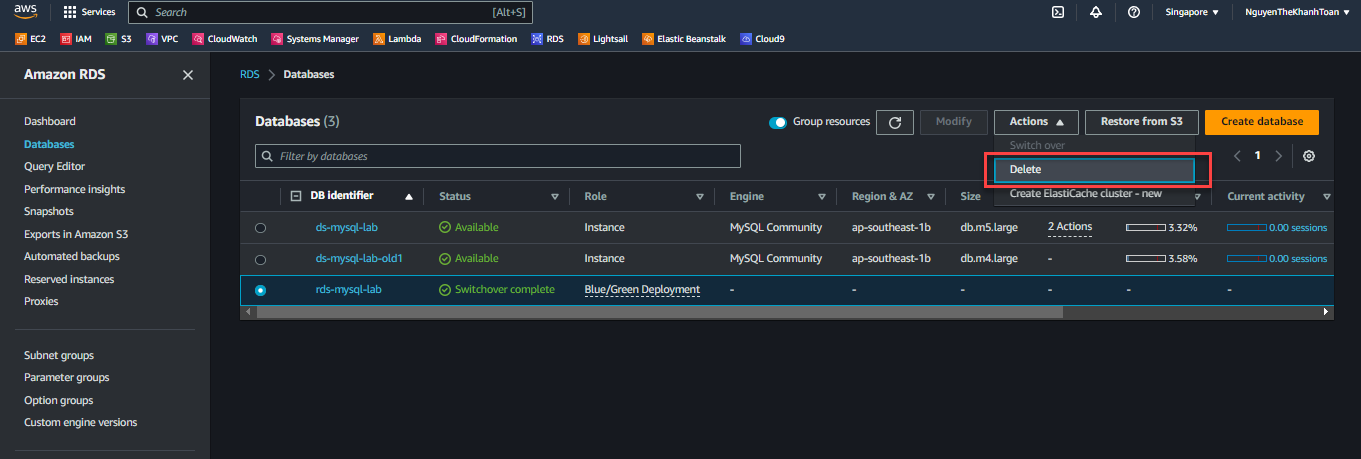 aws Services Search [Alt+S] Singapore NguyenTheKhanhToan
EC2 IAM S3 VPC CloudWatch Systems Manager Lambda CloudFormation RDS Lightsail Elastic Beanstalk Cloud9
Amazon RDS
Dashboard
Databases
Query Editor
Performance insights
Snapshots
Exports in Amazon S3
Automated backups
Reserved instances
Proxies
Subnet groups
Parameter groups
Option groups
Custom engine versions
RDS > Databases
Databases (3) Group resources Modify Actions Restore from S3 Create database
Switch over
Filter by databases 1
Delete
Create ElastiCache cluster - new
DB identifier Status Role Engine Region & AZ Size Current activity
ds-mysql-lab Available Instance MySQL Community ap-southeast-1b db.m5.large 2 Actions 3.32% 0.00 sessions
ds-mysql-lab-old1 Available Instance MySQL Community ap-southeast-1b db.m4.large - 3.58% 0.00 sessions
rds-mysql-lab Switchover complete Blue/Green Deployment - - - - - -